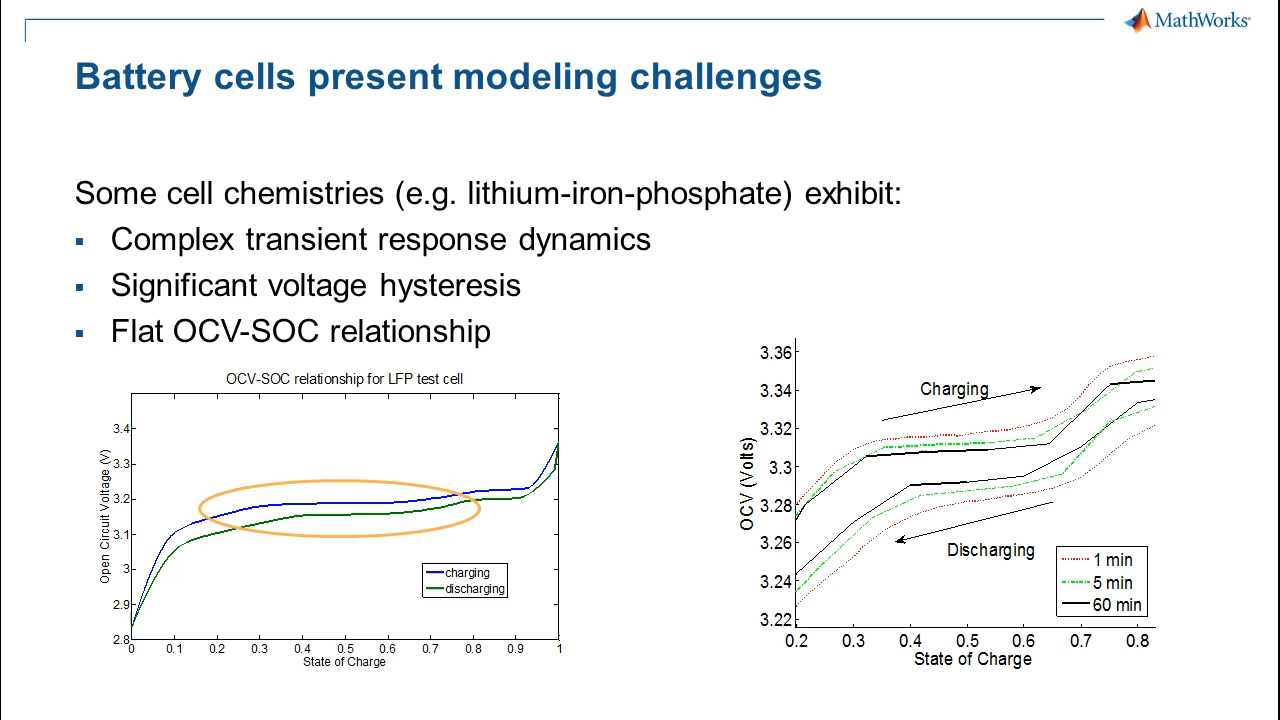 MathWorks®
Battery cells present modeling challenges
Some cell chemistries (e.g. lithium-iron-phosphate) exhibit:
▪ Complex transient response dynamics
▪ Significant voltage hysteresis
▪ Flat OCV-SOC relationship
OCV-SOC relationship for LFP test cell
Open Circuit Voltage (V)
3.4
3.3
3.2
3.1
3
2.9
2.8
charging
discharging
0 0.1 0.2 0.3 0.4 0.5 0.6 0.7 0.8 0.9 1
State of Charge
OCV (Volts)
3.36
3.34
3.32
3.3
3.28
3.26
3.24
3.22
Charging
Discharging
1 min
5 min
60 min
0.2 0.3 0.4 0.5 0.6 0.7 0.8
State of Charge